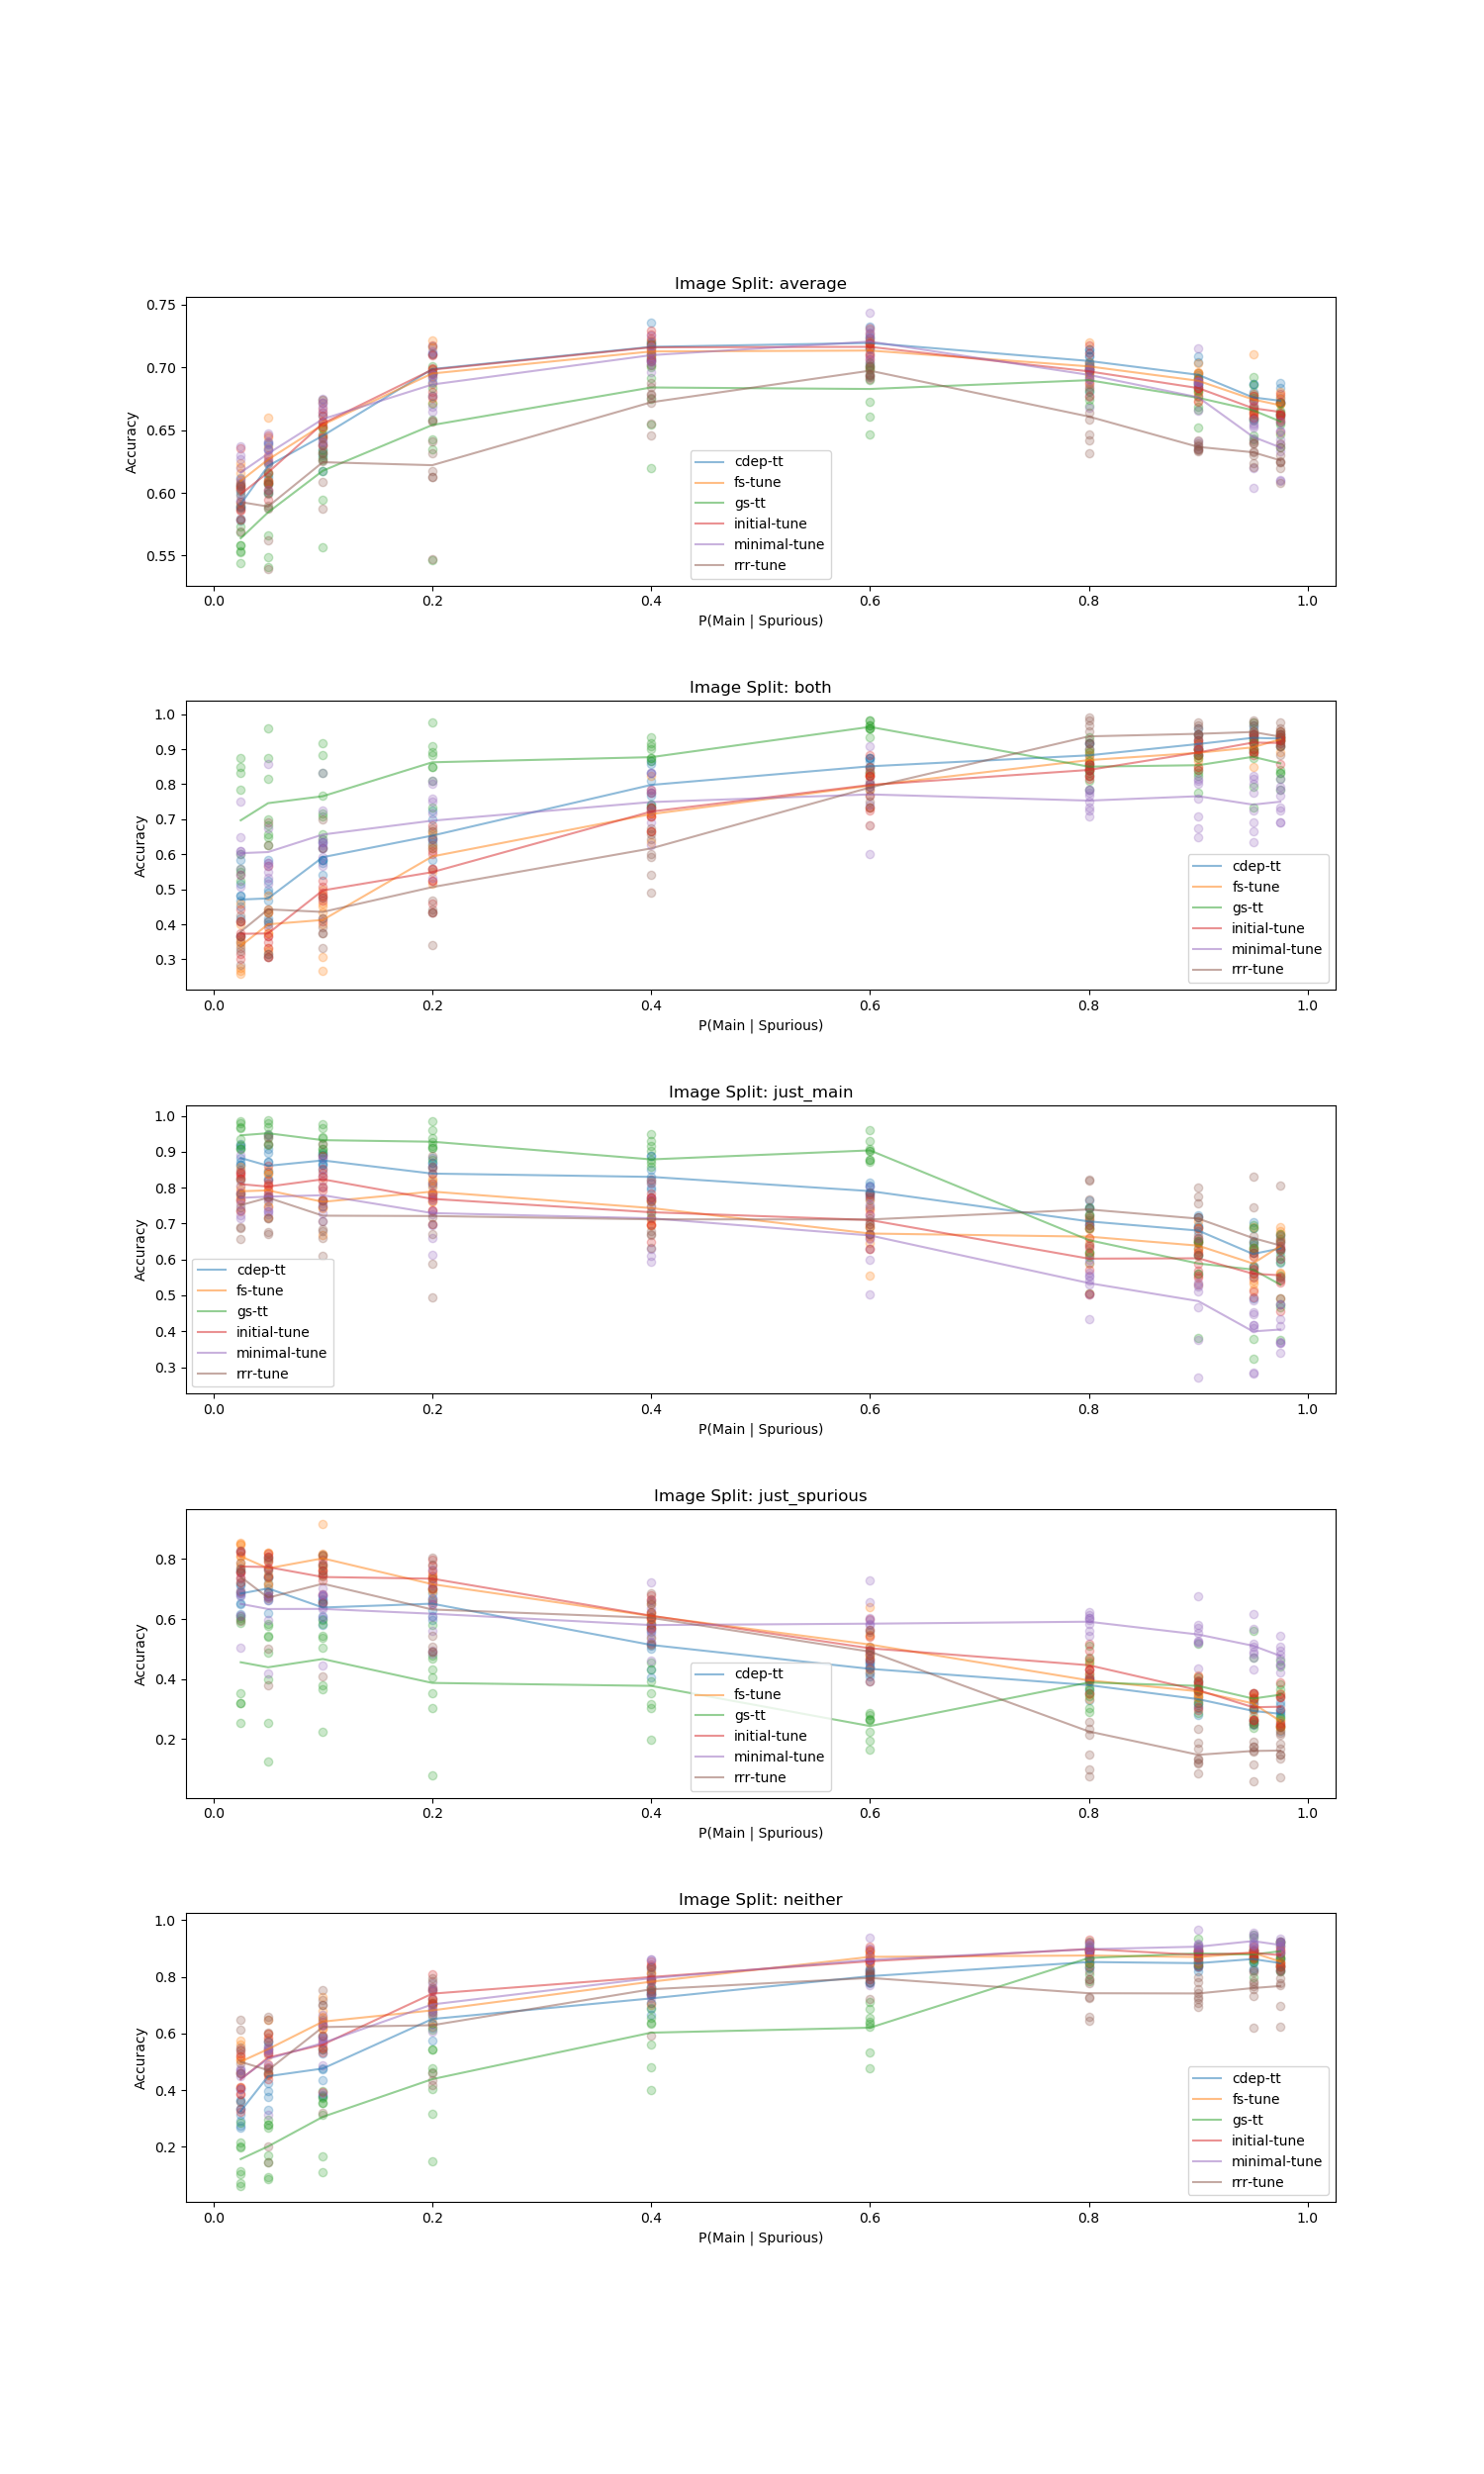 Image Split: average
Accuracy
0.75
0.70
0.65
0.60
0.55
cdep-tt
fs-tune
gs-tt
initial-tune
minimal-tune
rrr-tune
0.0 0.2 0.4 0.6 0.8 1.0
P(Main | Spurious)
Image Split: both
Accuracy
1.0
0.9
0.8
0.7
0.6
0.5
0.4
0.3
cdep-tt
fs-tune
gs-tt
initial-tune
minimal-tune
rrr-tune
0.0 0.2 0.4 0.6 0.8 1.0
P(Main | Spurious)
Image Split: just_main
Accuracy
1.0
0.9
0.8
0.7
0.6
0.5
0.4
0.3
cdep-tt
fs-tune
gs-tt
initial-tune
minimal-tune
rrr-tune
0.0 0.2 0.4 0.6 0.8 1.0
P(Main | Spurious)
Image Split: just_spurious
Accuracy
0.8
0.6
0.4
0.2
cdep-tt
fs-tune
gs-tt
initial-tune
minimal-tune
rrr-tune
0.0 0.2 0.4 0.6 0.8 1.0
P(Main | Spurious)
Image Split: neither
Accuracy
1.0
0.8
0.6
0.4
0.2
cdep-tt
fs-tune
gs-tt
initial-tune
minimal-tune
rrr-tune
0.0 0.2 0.4 0.6 0.8 1.0
P(Main | Spurious)